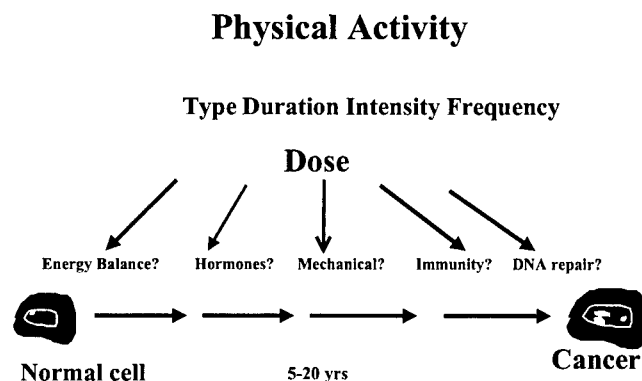 Physical Activity
Type Duration Intensity Frequency
Dose
Energy Balance? Hormones? Mechanical? Immunity? DNA repair?
Normal cell 5-20 yrs Cancer